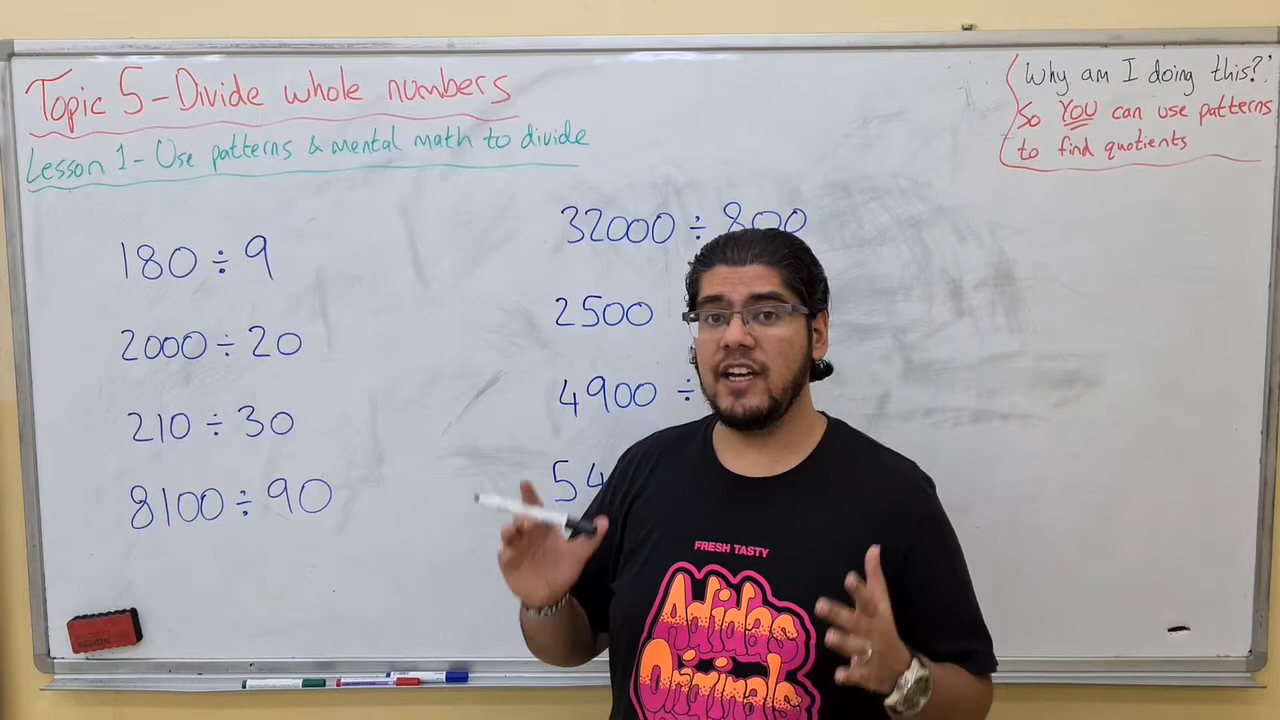 Topic 5 - Divide whole numbers
Lesson 1 - Use patterns & mental math to divide
Why am I doing this?
So YOU can use patterns
to find quotients
180 ÷ 9
2000 ÷ 20
210 ÷ 30
8100 ÷ 90
32000 ÷ 800
2500
4900 ÷
54
FRESH TASTY
Adidas
Originals